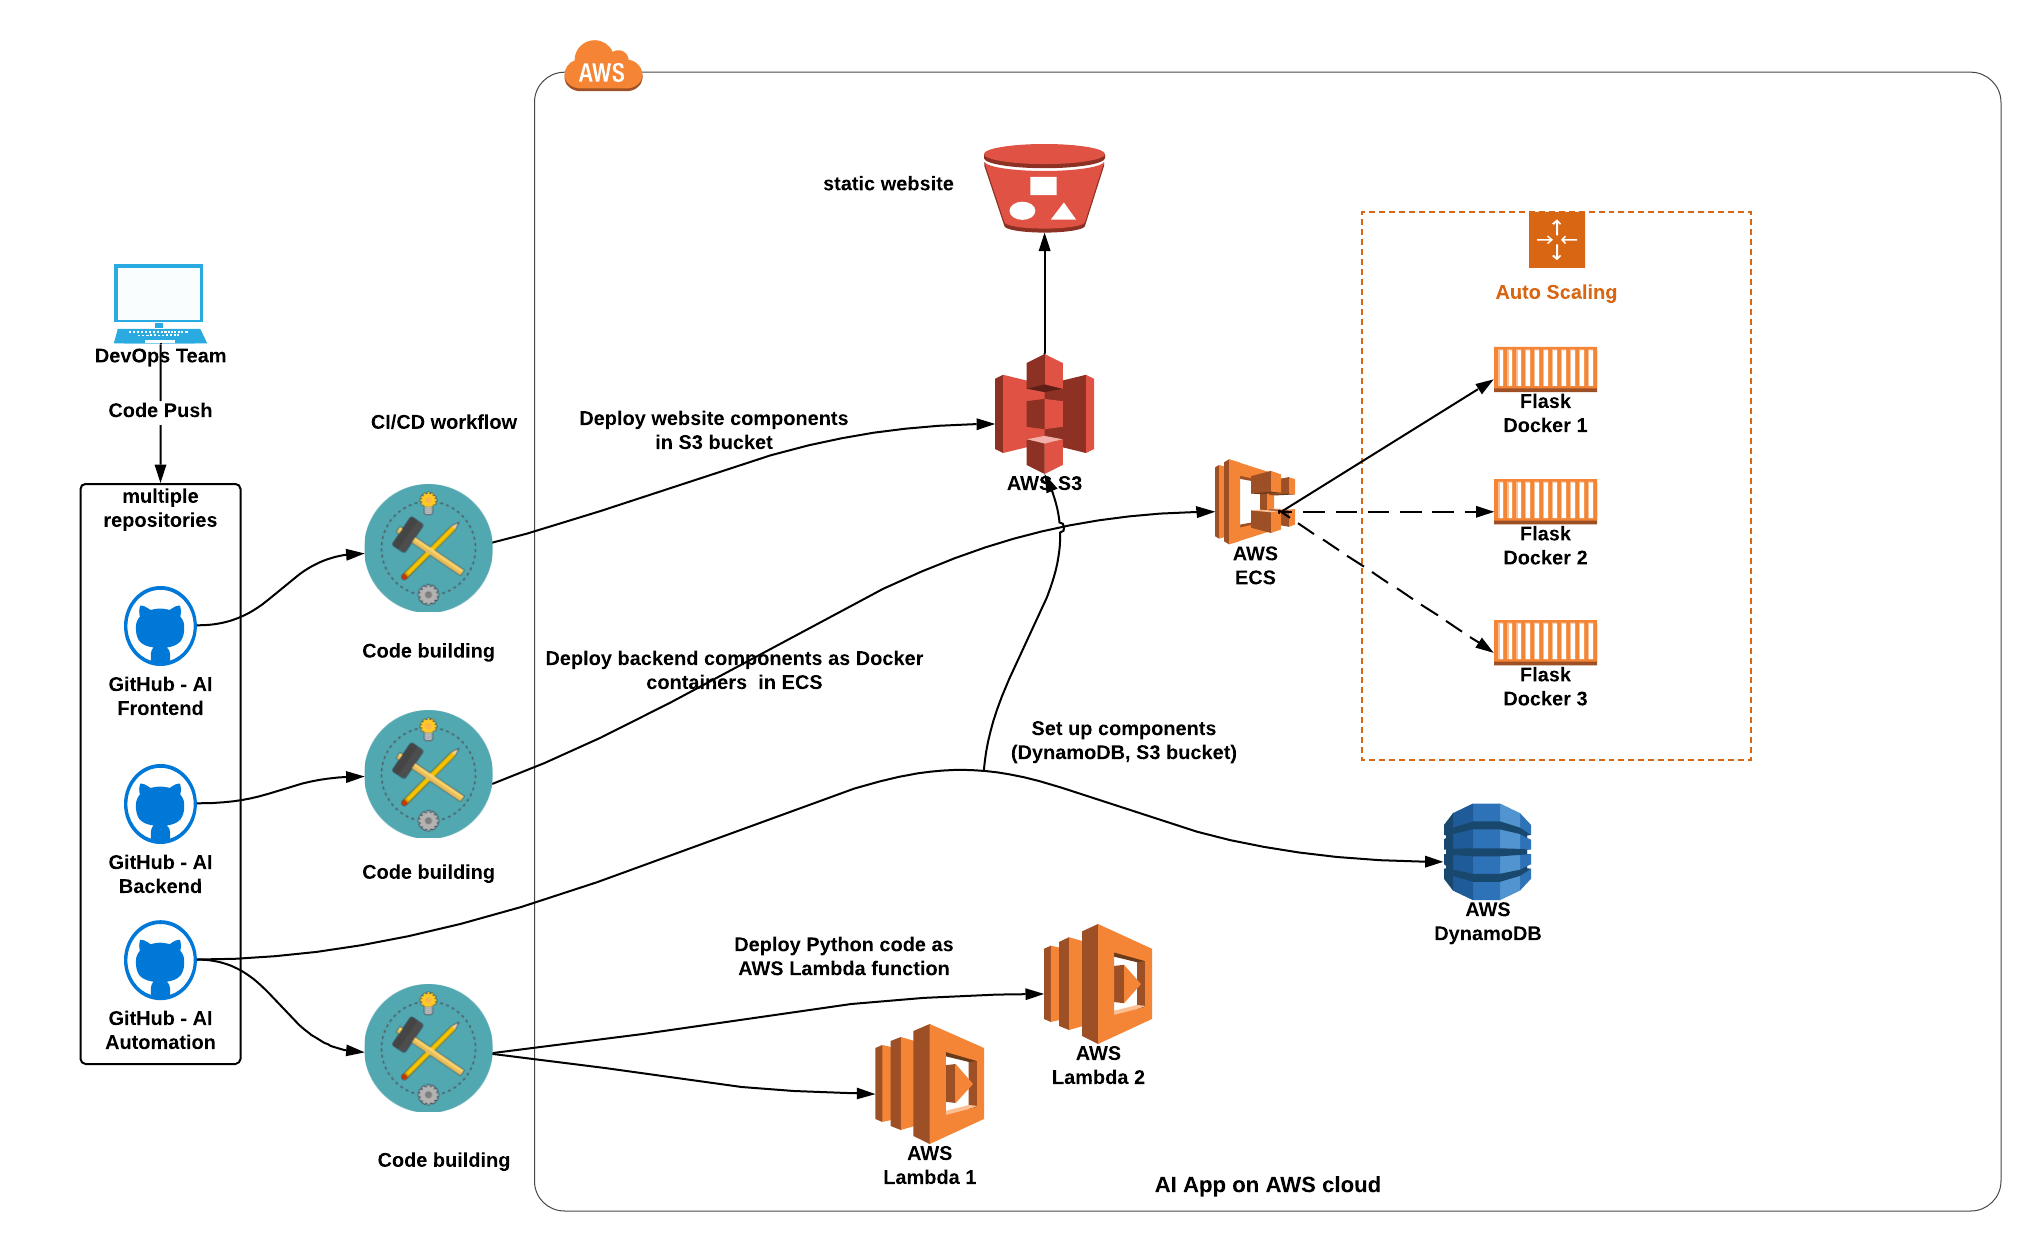 AWS
static website
Auto Scaling
DevOps Team
Code Push
CI/CD workflow
Deploy website components
in S3 bucket
Flask
Docker 1
AWS S3
multiple
repositories
AWS
ECS
Flask
Docker 2
Code building
Deploy backend components as Docker
containers in ECS
GitHub - AI
Frontend
Flask
Docker 3
Set up components
(DynamoDB, S3 bucket)
GitHub - AI
Backend
Code building
AWS
DynamoDB
Deploy Python code as
AWS Lambda function
GitHub - AI
Automation
AWS
Lambda 2
Code building
AWS
Lambda 1
AI App on AWS cloud